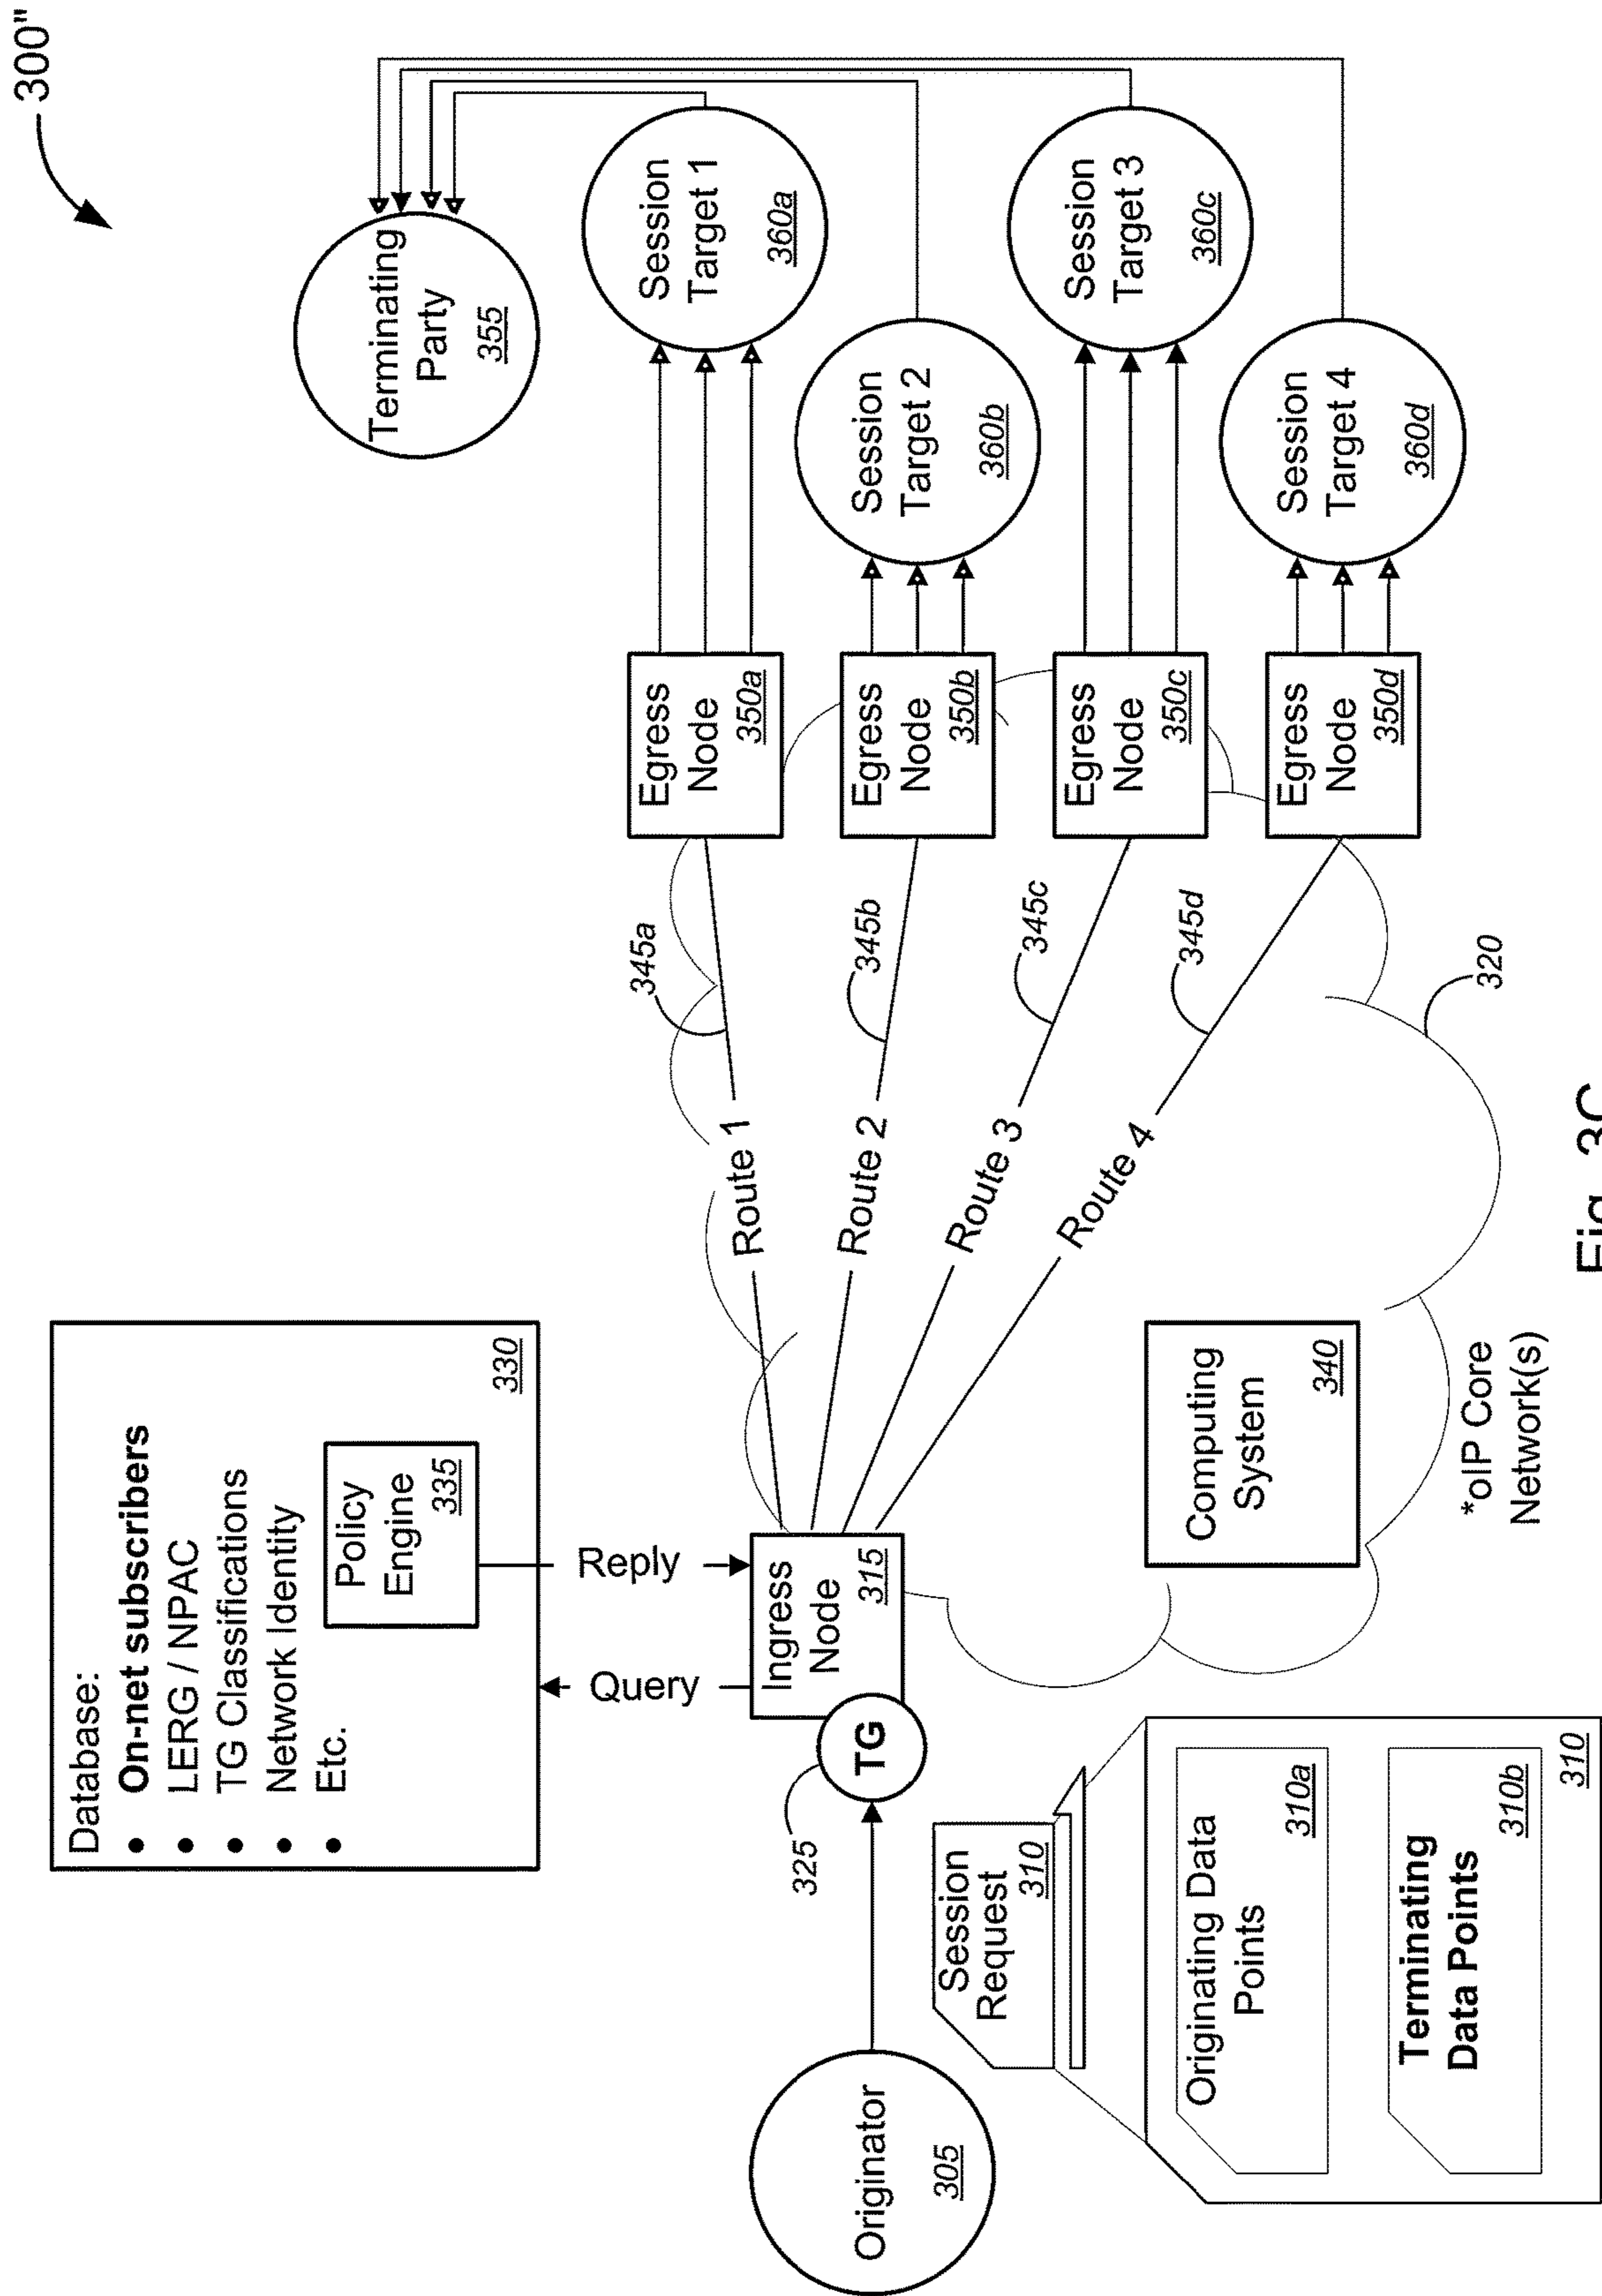 300"
Database:
• On-net subscribers
• LERG / NPAC
• TG Classifications
• Network Identity
• Etc.
Policy
Engine
335
330
Query
Reply
Originator
305
325
TG
Ingress
Node
315
Session
Request
310
Originating Data
Points
310a
Terminating
Data Points
310b
310
Computing
System
340
*oIP Core
Network(s)
320
Route 1
345a
Route 2
345b
Route 3
345c
Route 4
345d
Egress
Node
350a
Egress
Node
350b
Egress
Node
350c
Egress
Node
350d
Terminating
Party
355
Session
Target 1
360a
Session
Target 2
360b
Session
Target 3
360c
Session
Target 4
360d
Fig. 3C